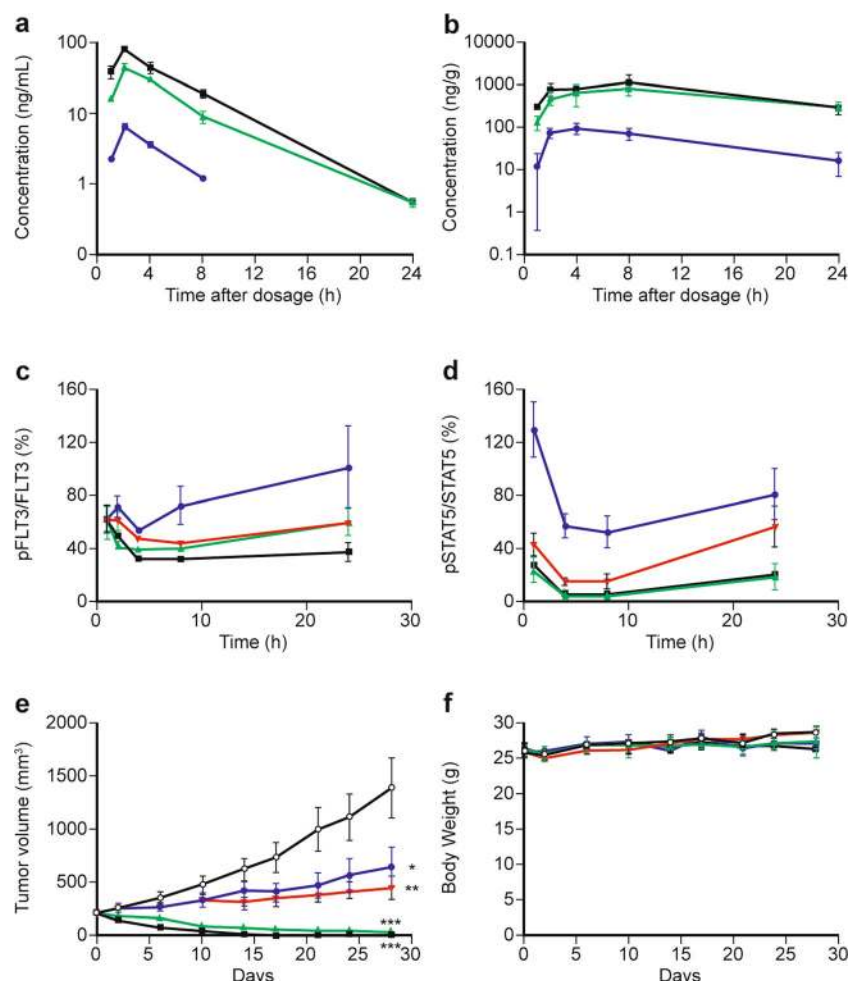 a
Concentration (ng/mL)
100
10
1
0
0 4 8 12 16 20 24
Time after dosage (h)
b
Concentration (ng/g)
10000
1000
100
10
1
0.1
0 4 8 12 16 20 24
Time after dosage (h)
c
pFLT3/FLT3 (%)
160
120
80
40
0
0 10 20 30
Time (h)
d
pSTAT5/STAT5 (%)
160
120
80
40
0
0 10 20 30
Time (h)
e
Tumor volume (mm³)
2000
1500
1000
500
0
*
**
***
***
0 5 10 15 20 25 30
Days
f
Body Weight (g)
30
25
20
15
10
5
0
0 5 10 15 20 25 30
Days